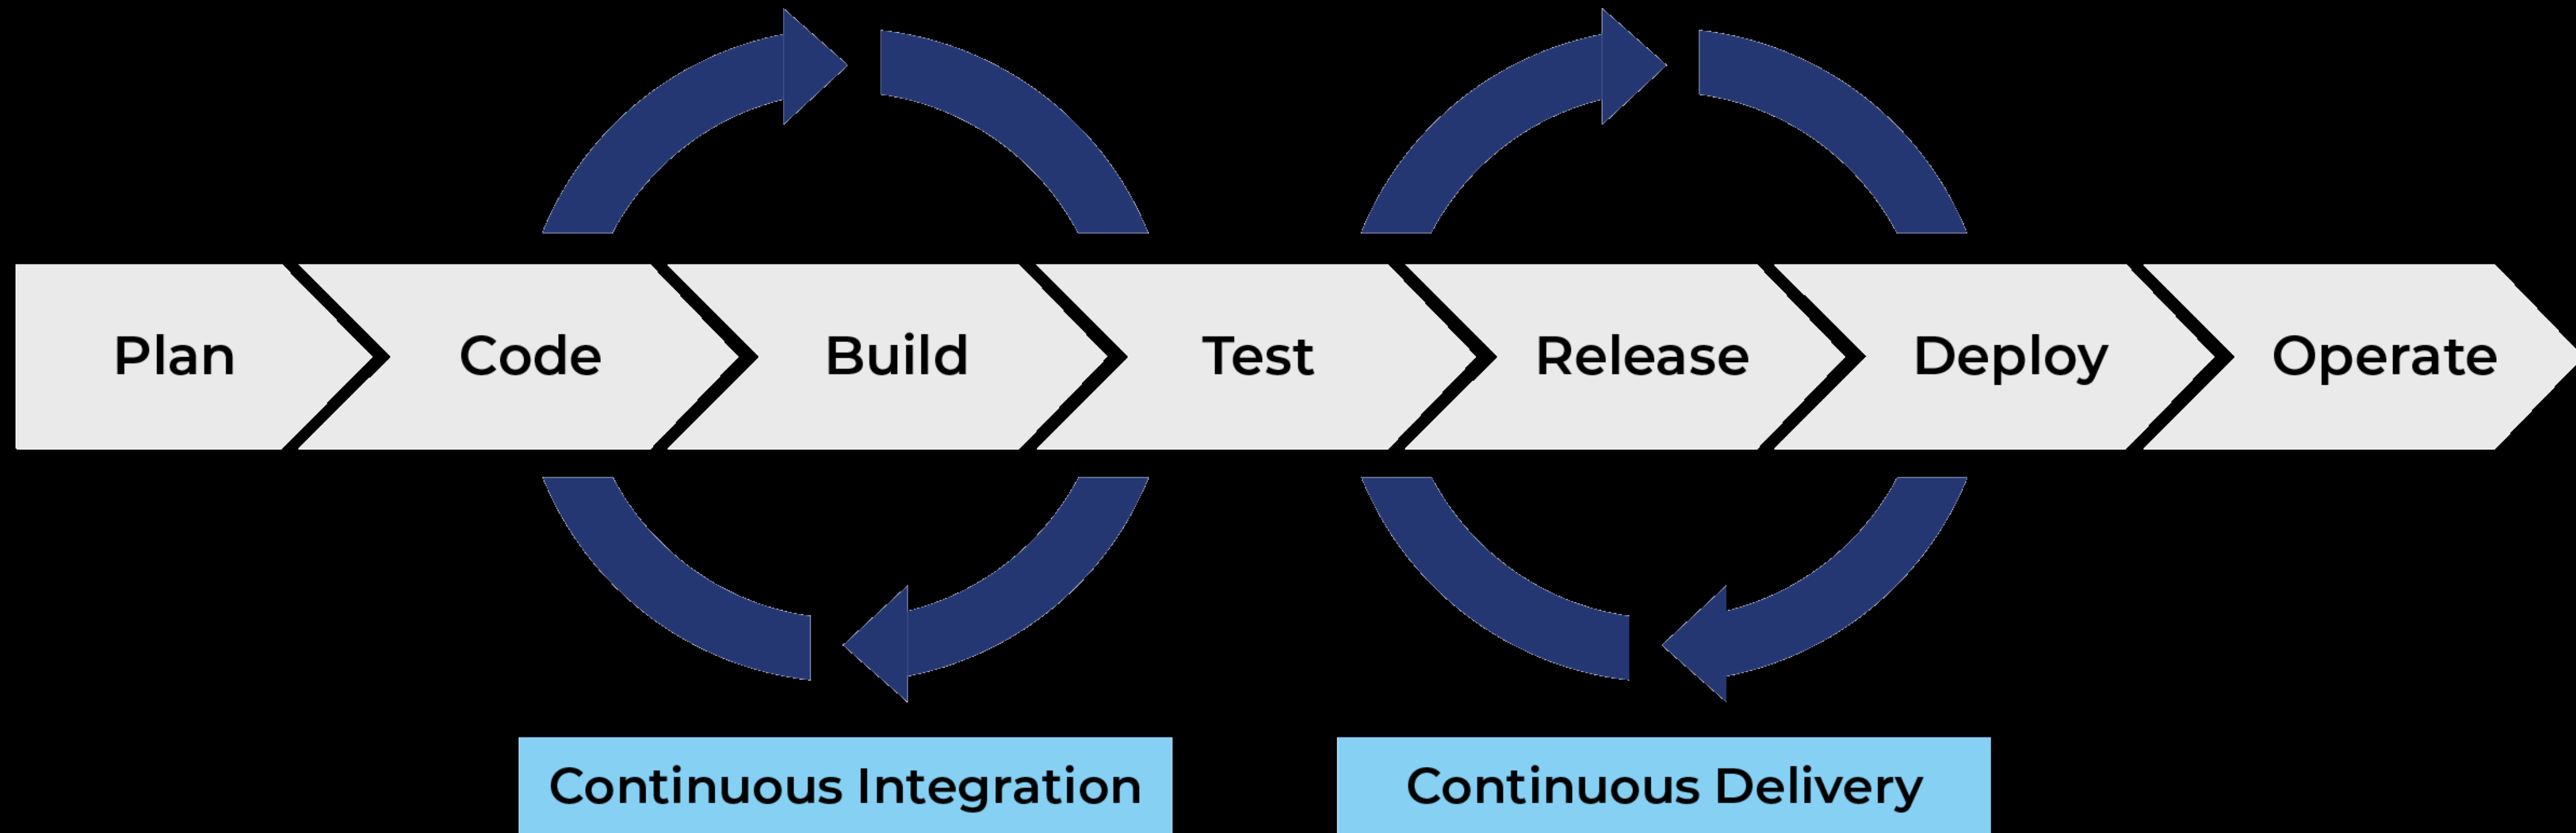 Plan
Code
Build
Test
Release
Deploy
Operate
Continuous Integration
Continuous Delivery